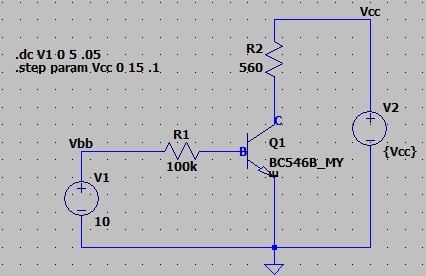 Vcc
R2
560
.dc V1 0 5 .05
.step param Vcc 0 15 .1
V2
{Vcc}
C
Q1
B
BC546B_MY
E
R1
100k
Vbb
V1
10